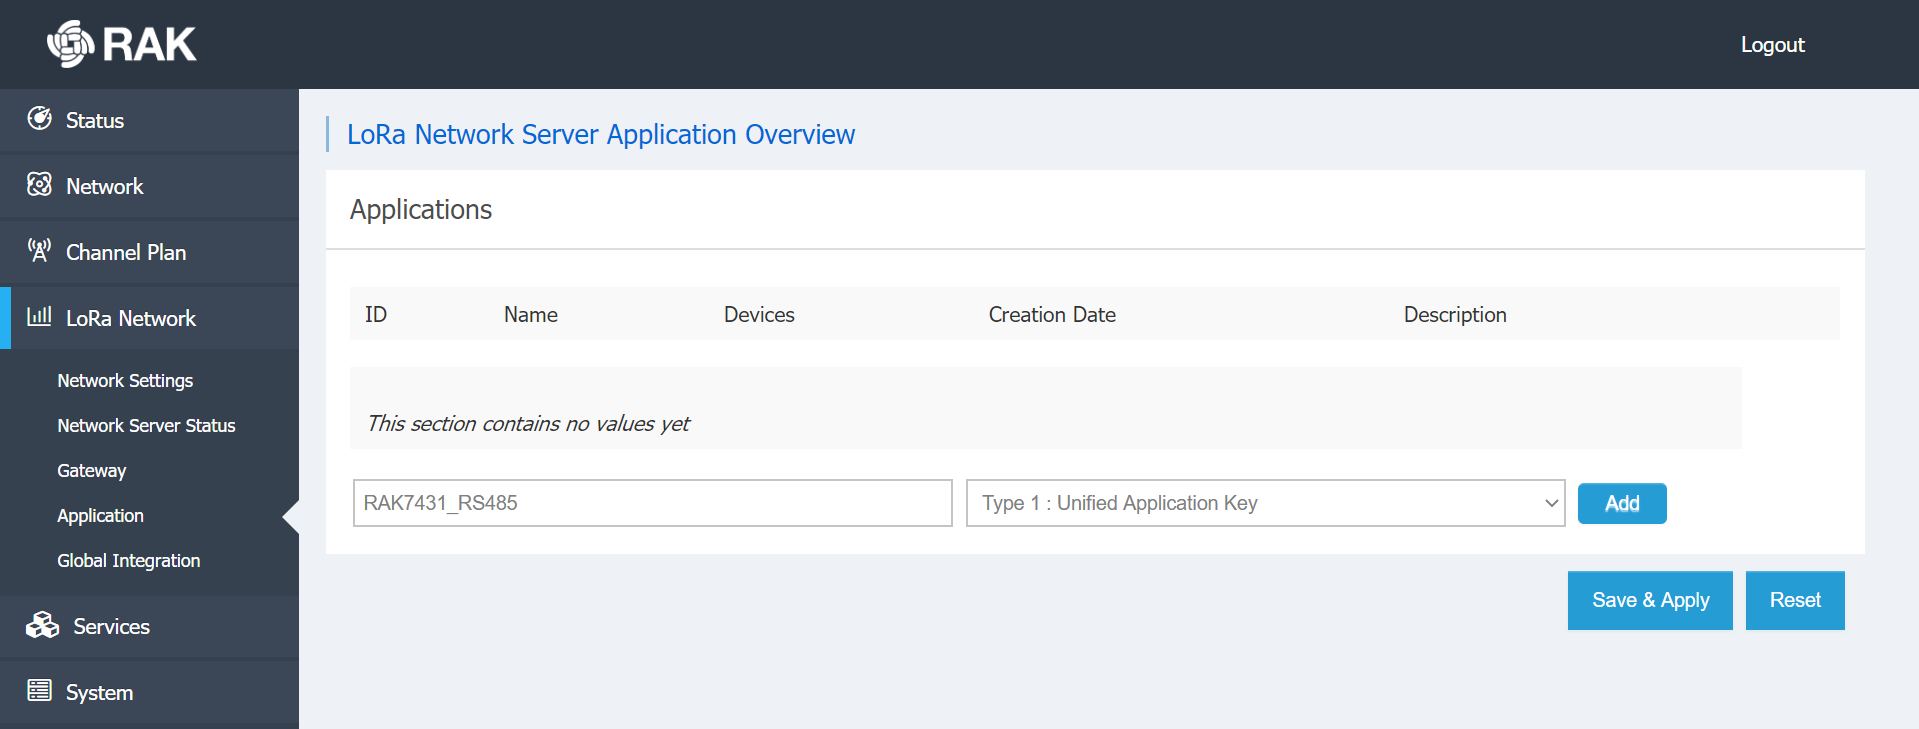 RAK
Logout
Status
Network
Channel Plan
LoRa Network
Network Settings
Network Server Status
Gateway
Application
Global Integration
Services
System
LoRa Network Server Application Overview
Applications
ID Name Devices Creation Date Description
This section contains no values yet
RAK7431_RS485 Type 1 : Unified Application Key Add
Save & Apply Reset